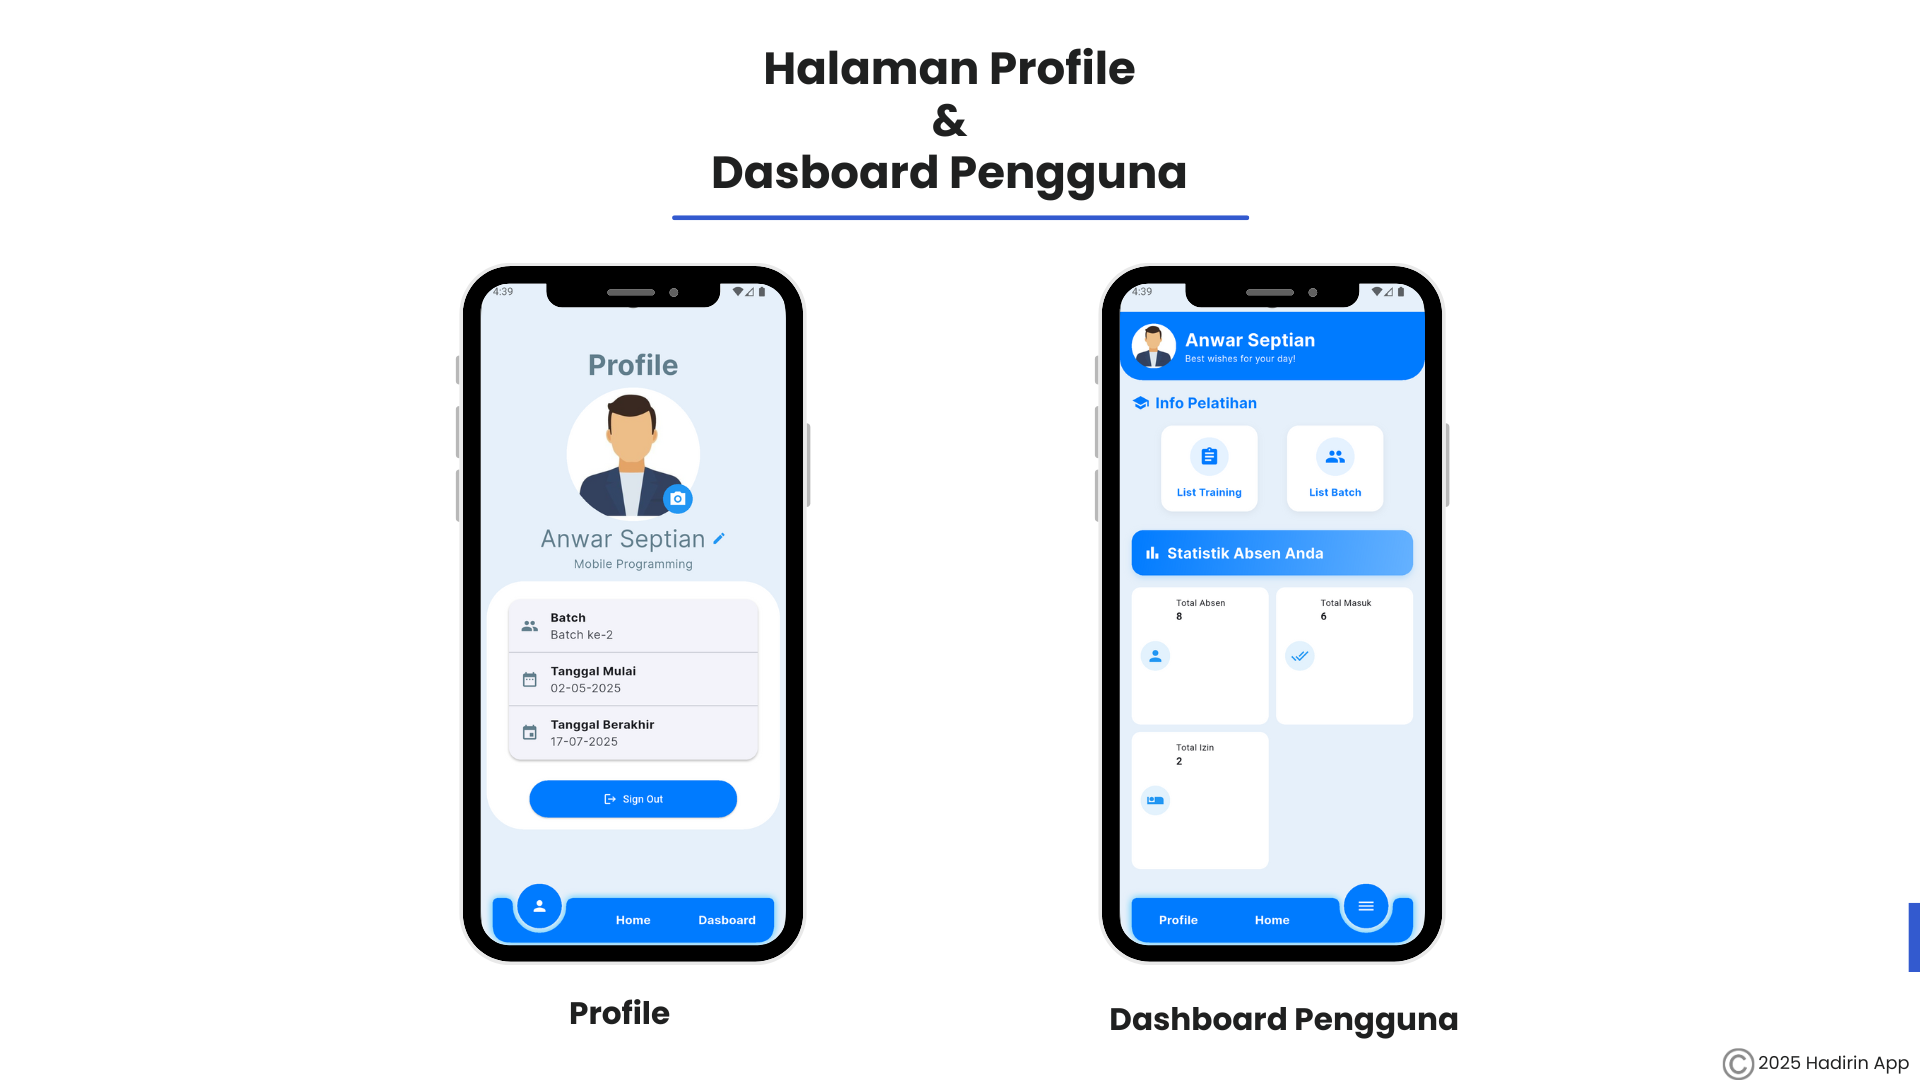 Halaman Profile
&
Dasboard Pengguna
4:39
Profile
Anwar Septian
Mobile Programming
Batch
Batch ke-2
Tanggal Mulai
02-05-2025
Tanggal Berakhir
17-07-2025
Sign Out
Home
Dasboard
Profile
4:39
Anwar Septian
Best wishes for your day!
Info Pelatihan
List Training
List Batch
Statistik Absen Anda
Total Absen
8
Total Masuk
6
Total Izin
2
Profile
Home
Dashboard Pengguna
© 2025 Hadirin App